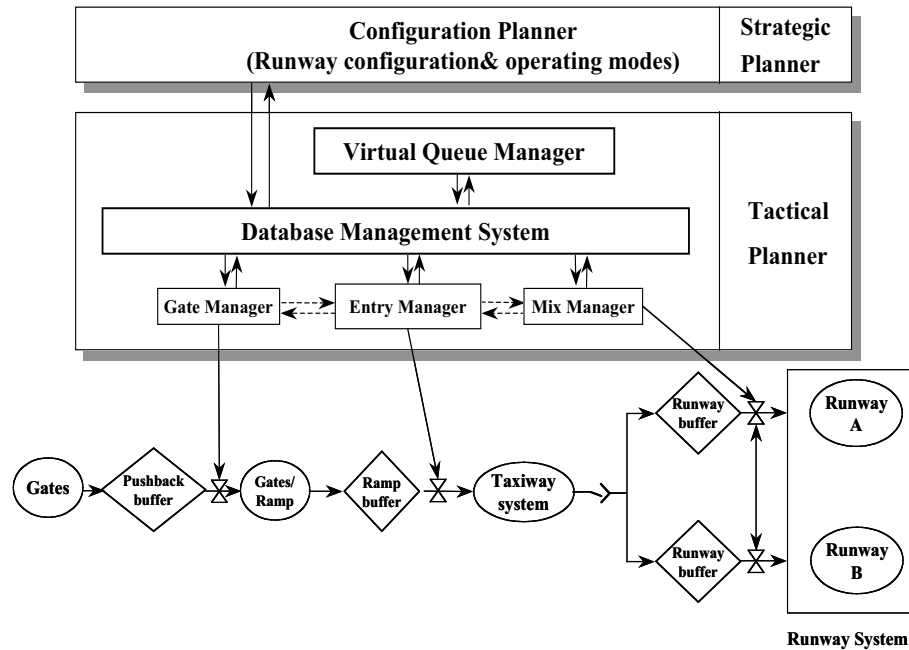 Configuration Planner
(Runway configuration& operating modes)
Strategic
Planner
Virtual Queue Manager
Database Management System
Tactical
Planner
Gate Manager
Entry Manager
Mix Manager
Gates
Pushback
buffer
Gates/
Ramp
Ramp
buffer
Taxiway
system
Runway
buffer
Runway
A
Runway
buffer
Runway
B
Runway System